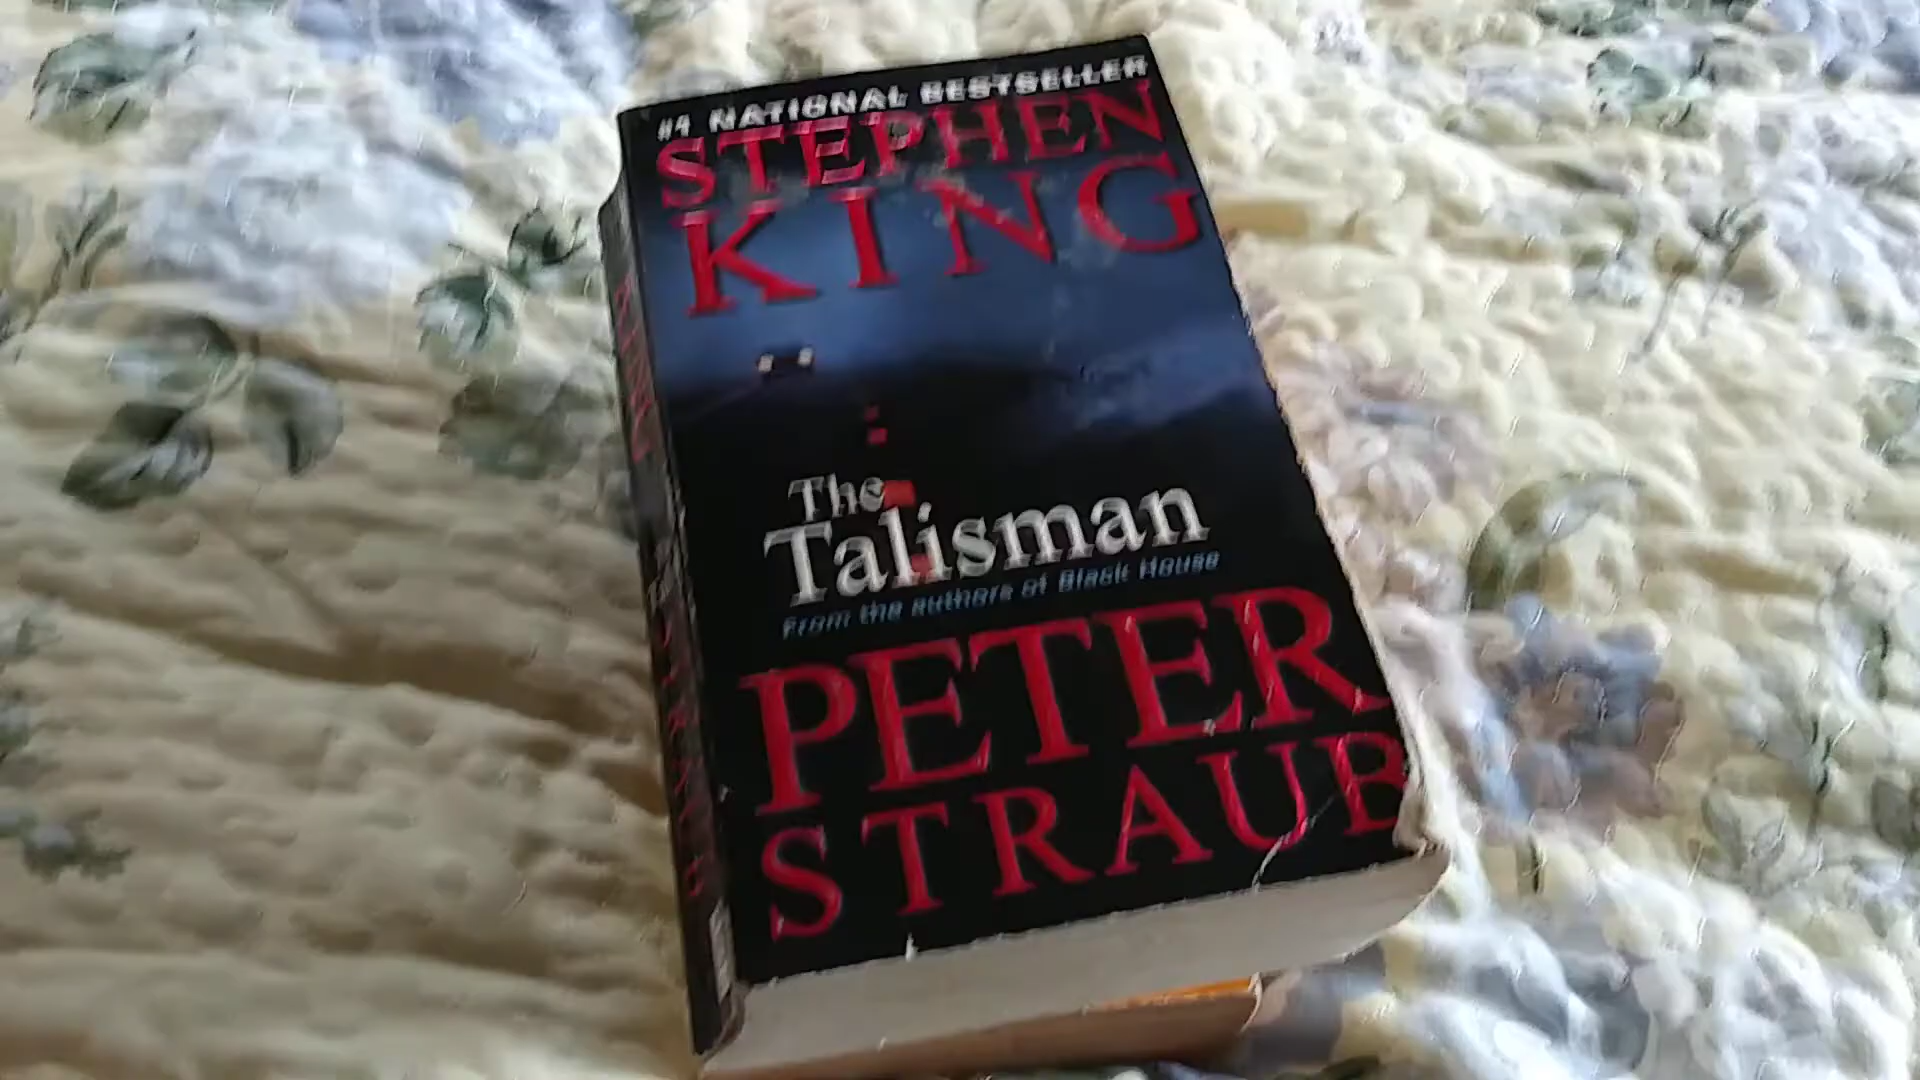 #1 NATIONAL BESTSELLER
STEPHEN
KING
The
Talisman
From the authors of Black House
PETER
STRAUB